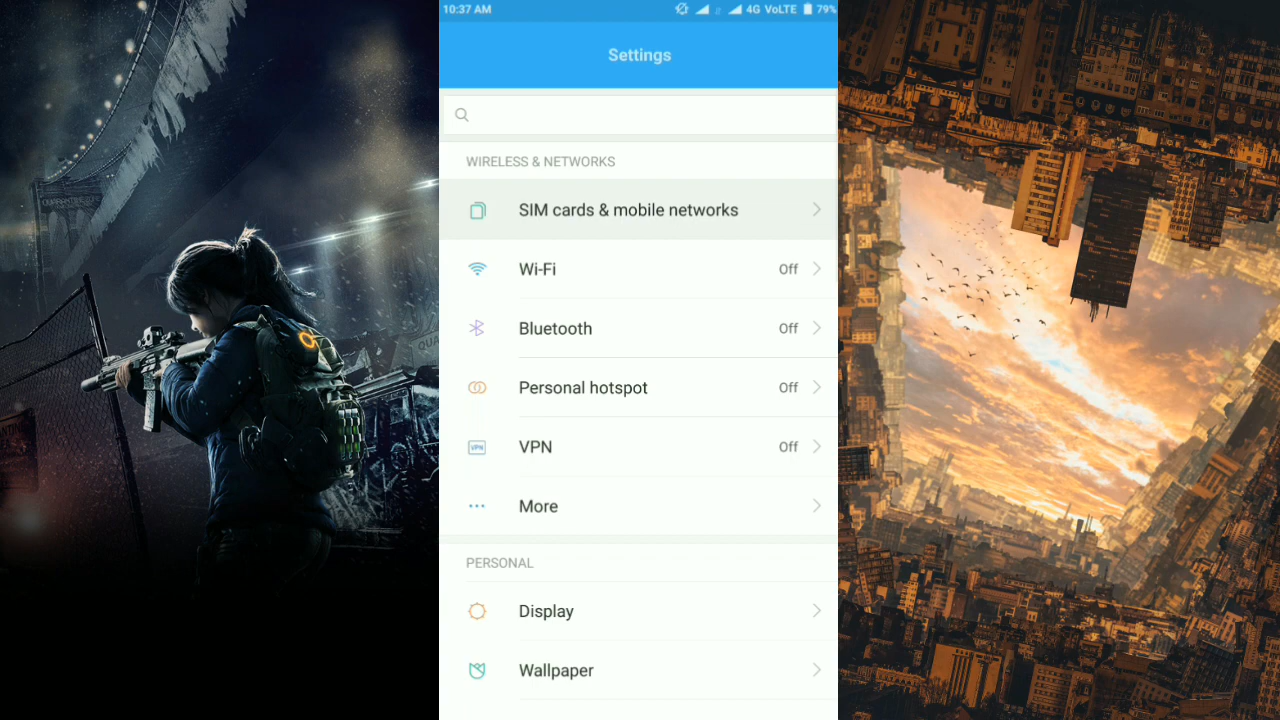 10:37 AM 4G VoLTE 79%
Settings
WIRELESS & NETWORKS
SIM cards & mobile networks
Wi-Fi Off
Bluetooth Off
Personal hotspot Off
VPN VPN Off
More
PERSONAL
Display
Wallpaper
QUARANTINE